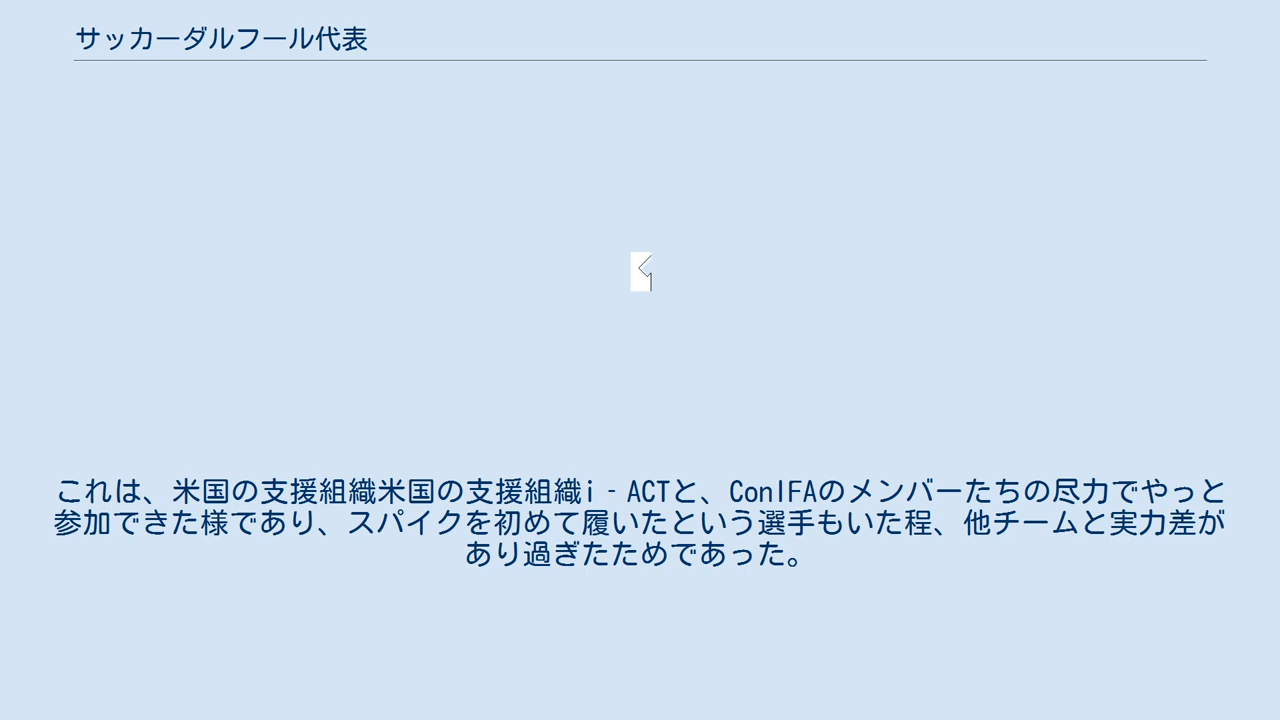 サッカーダルフール代表
これは、米国の支援組織米国の支援組織i‐ACTと、ConIFAのメンバーたちの尽力でやっと
参加できた様であり、スパイクを初めて履いたという選手もいた程、他チームと実力差が
あり過ぎたためであった。